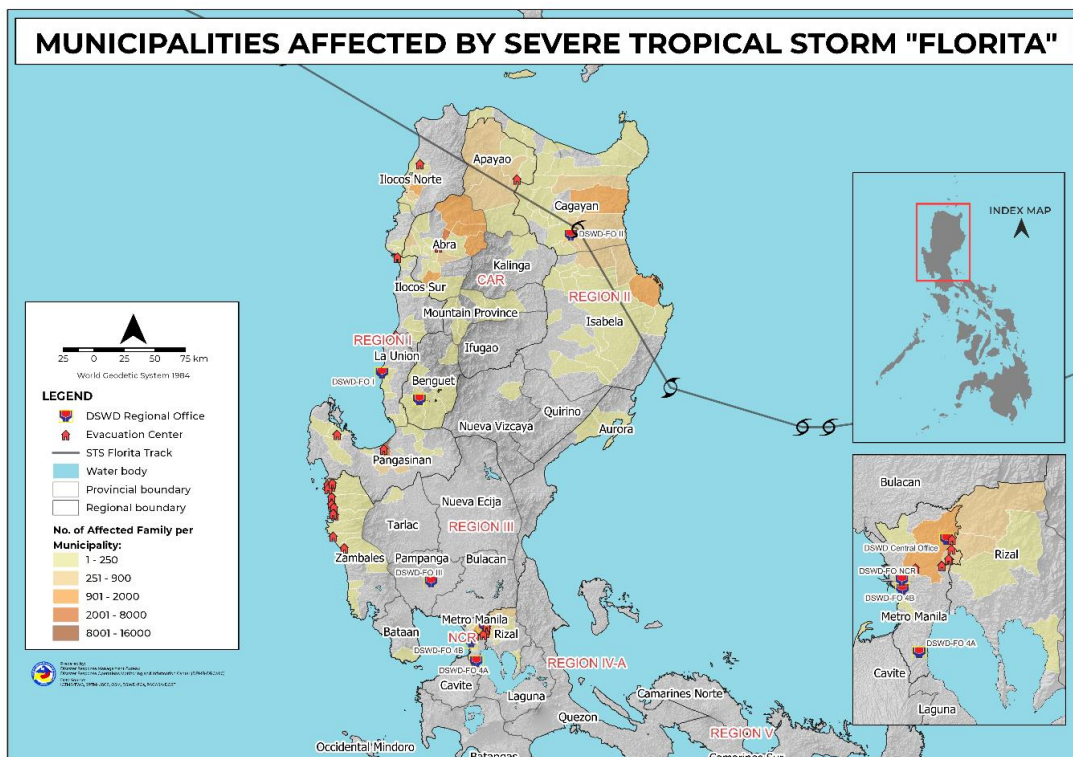 MUNICIPALITIES AFFECTED BY SEVERE TROPICAL STORM "FLORITA"
Apayao
Ilocos Norte
Cagayan
DSWD-FO II
Abra
Kalinga
CAR
Ilocos Sur
REGION II
Mountain Province
Isabela
REGION I
La Union
Ifugao
DSWD-FO I
Benguet
Quirino
Nueva Vizcaya
Aurora
Pangasinan
Nueva Ecija
Tarlac
REGION III
Zambales
Pampanga
Bulacan
DSWD-FO III
Metro Manila
Bataan
NCR
Rizal
DSWD-FO 4B
DSWD-FO 4A
REGION IV-A
Cavite
Laguna
Camarines Norte
Quezon
REGION V
Occidental Mindoro
Batangas
Camarines Sur
25 0 25 50 75 km
World Geodetic System 1984
LEGEND
DSWD Regional Office
Evacuation Center
STS Florita Track
Water body
Provincial boundary
Regional boundary
No. of Affected Family per
Municipality:
1 - 250
251 - 900
901 - 2000
2001 - 8000
8001 - 16000
INDEX MAP
Bulacan
DSWD Central Office
Rizal
DSWD-FO NCR
DSWD-FO 4B
Metro Manila
DSWD-FO 4A
Cavite
Laguna